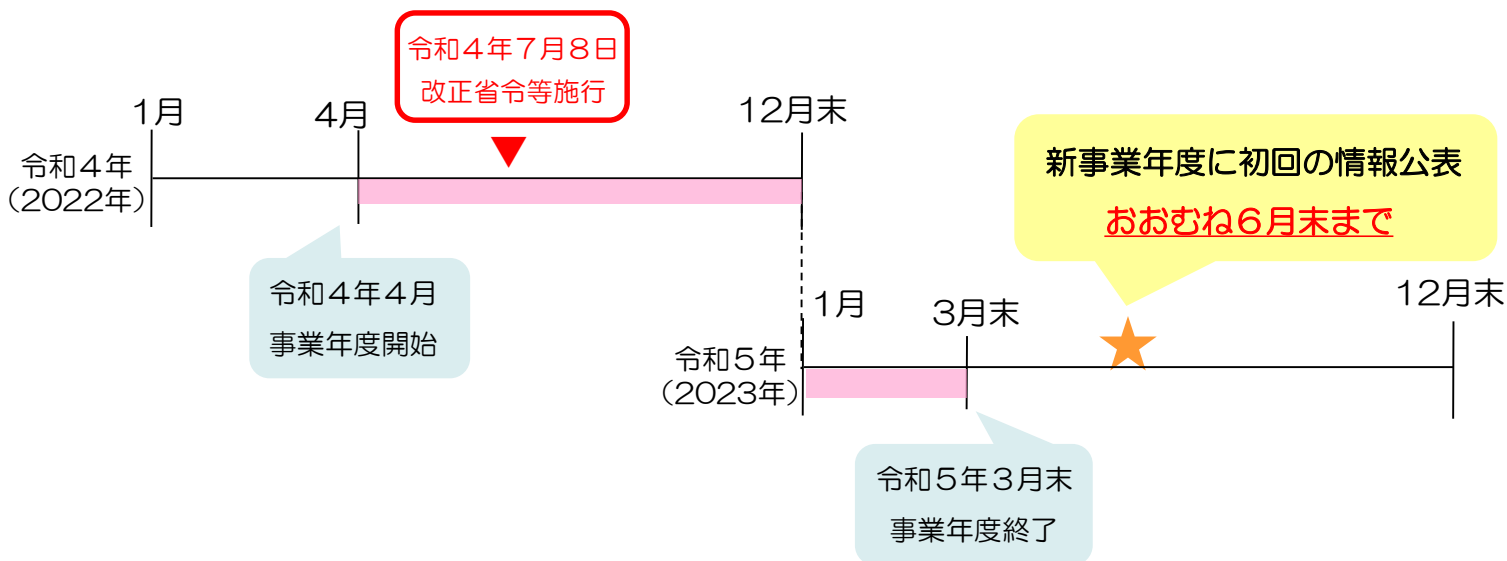 令和４年７月８日
改正省令等施行
1月
4月
12月末
令和４年
（2022年）
新事業年度に初回の情報公表
おおむね６月末まで
令和４年４月
事業年度開始
1月
3月末
12月末
令和５年
（2023年）
令和５年３月末
事業年度終了